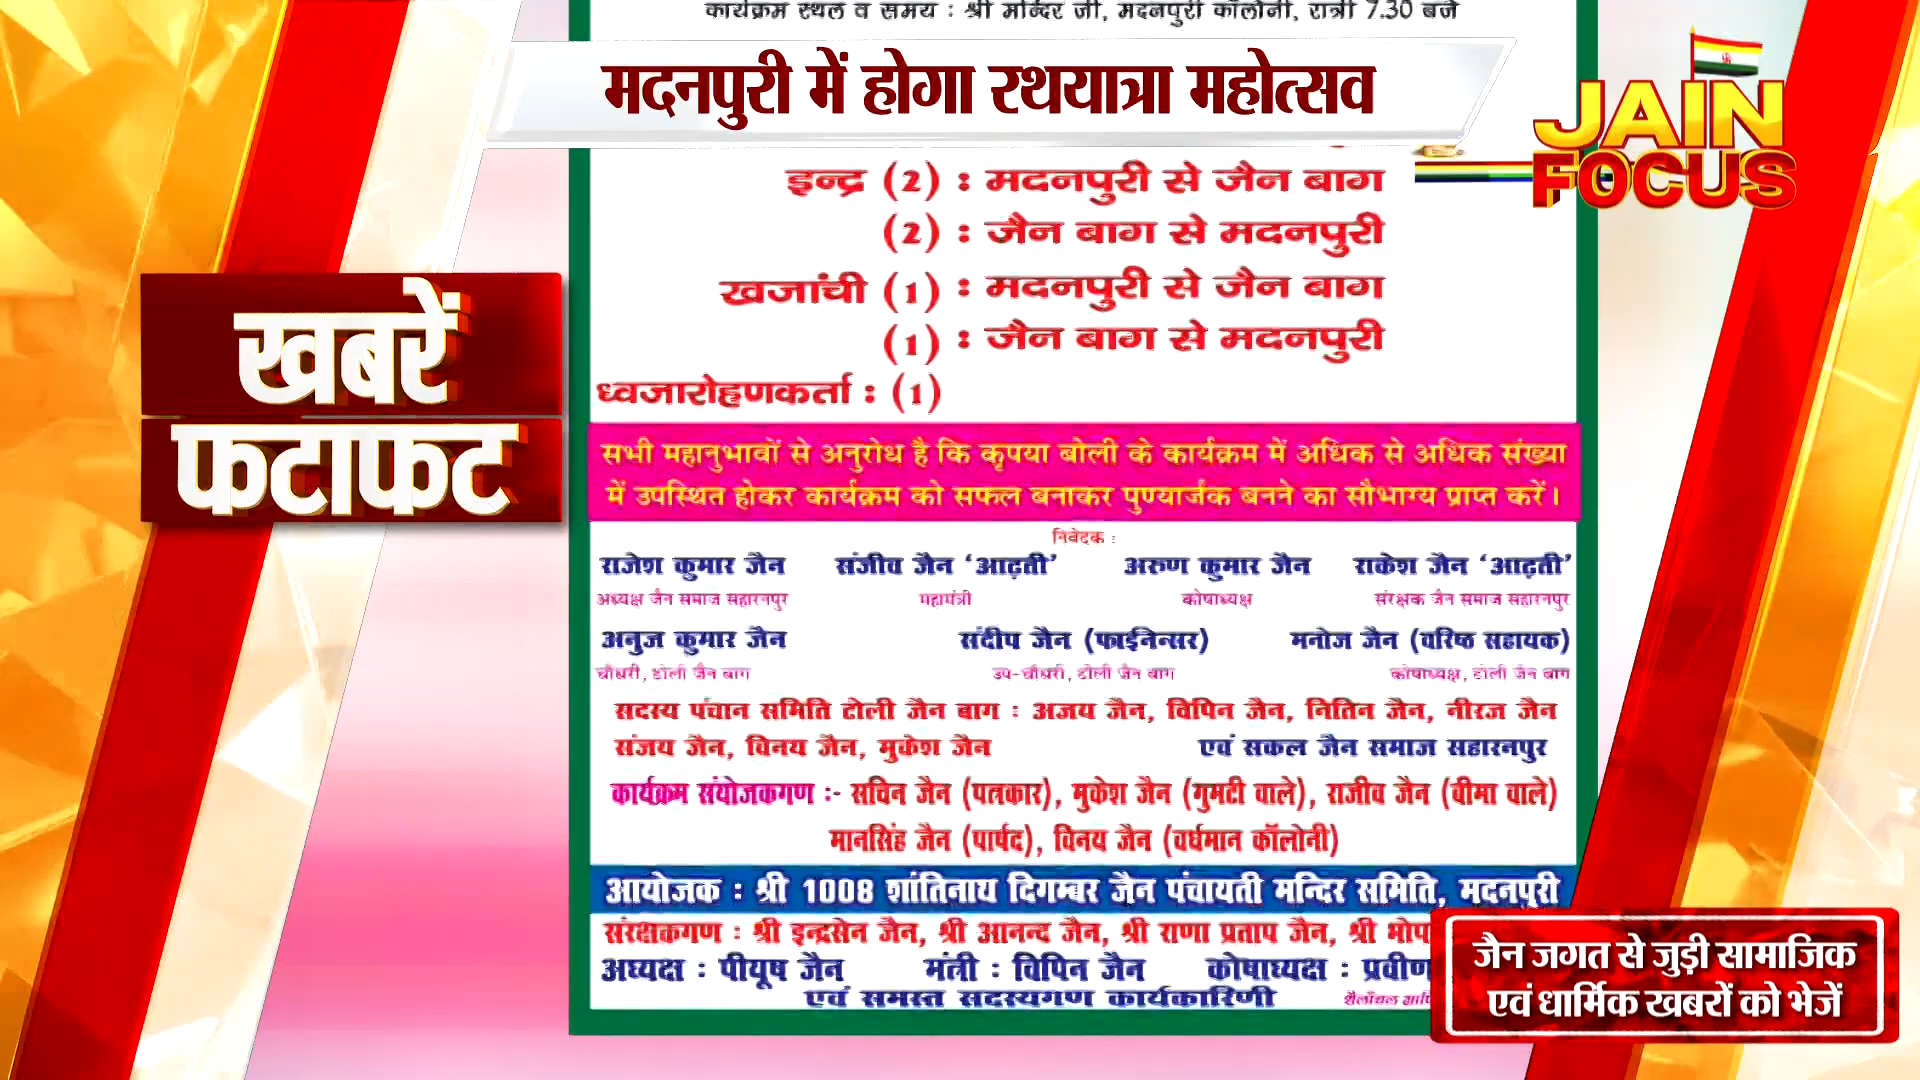 कार्यक्रम स्थल व समय : श्री मन्दिर जी, मदनपुरी कॉलोनी, रात्री 7.30 बजे
मदनपुरी में होगा रथयात्रा महोत्सव
JAIN
FOCUS
इन्द्र (2) : मदनपुरी से जैन बाग
(2) : जैन बाग से मदनपुरी
खजांची (1) : मदनपुरी से जैन बाग
(1) : जैन बाग से मदनपुरी
ध्वजारोहणकर्ता : (1)
खबरें
फटाफट
सभी महानुभावों से अनुरोध है कि कृपया बोली के कार्यक्रम में अधिक से अधिक संख्या
में उपस्थित होकर कार्यक्रम को सफल बनाकर पुण्यार्जक बनने का सौभाग्य प्राप्त करें।
निवेदक :
राजेश कुमार जैन संजीव जैन ‘आढ़ती’ अरुण कुमार जैन राकेश जैन ‘आढ़ती’
अध्यक्ष जैन समाज सहारनपुर महामंत्री कोषाध्यक्ष संरक्षक जैन समाज सहारनपुर
अनुज कुमार जैन संदीप जैन (फाईनेन्सर) मनोज जैन (वरिष्ठ सहायक)
चौधरी, टोली जैन बाग उप-चौधरी, टोली जैन बाग कोषाध्यक्ष, टोली जैन बाग
सदस्य पंचान समिति टोली जैन बाग : अजय जैन, विपिन जैन, नितिन जैन, नीरज जैन
संजय जैन, विनय जैन, मुकेश जैन एवं सकल जैन समाज सहारनपुर
कार्यक्रम संयोजकगण :- सचिन जैन (पत्रकार), मुकेश जैन (गुमटी वाले), राजीव जैन (बीमा वाले)
मानसिंह जैन (पार्षद), विनय जैन (वर्धमान कॉलोनी)
आयोजक : श्री 1008 शांतिनाथ दिगम्बर जैन पंचायती मन्दिर समिति, मदनपुरी
संरक्षकगण : श्री इन्द्रसेन जैन, श्री आनन्द जैन, श्री राणा प्रताप जैन, श्री
अध्यक्ष : पीयूष जैन मंत्री : विपिन जैन कोषाध्यक्ष : प्रवीण
एवं समस्त सदस्यगण कार्यकारिणी
जैन जगत से जुड़ी सामाजिक
एवं धार्मिक खबरों को भेजें